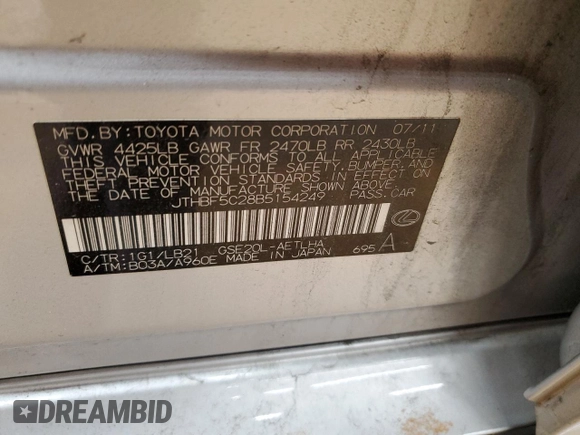 MFD.BY:TOYOTA MOTOR CORPORATION 07/11
GVWR 4425LB GAWR FR 2470LB RR 2430LB
THIS VEHICLE CONFORMS TO ALL APPLICABLE
FEDERAL MOTOR VEHICLE SAFETY, BUMPER, AND
THEFT PREVENTION STANDARDS IN EFFECT ON
THE DATE OF MANUFACTURE SHOWN ABOVE.
JTHBF5C28B5154249 PASS.CAR
C/TR:1G1/LB21 GSE20L-AETLHA
A/TM:B03A/A960E MADE IN JAPAN 695 A
DREAMBID